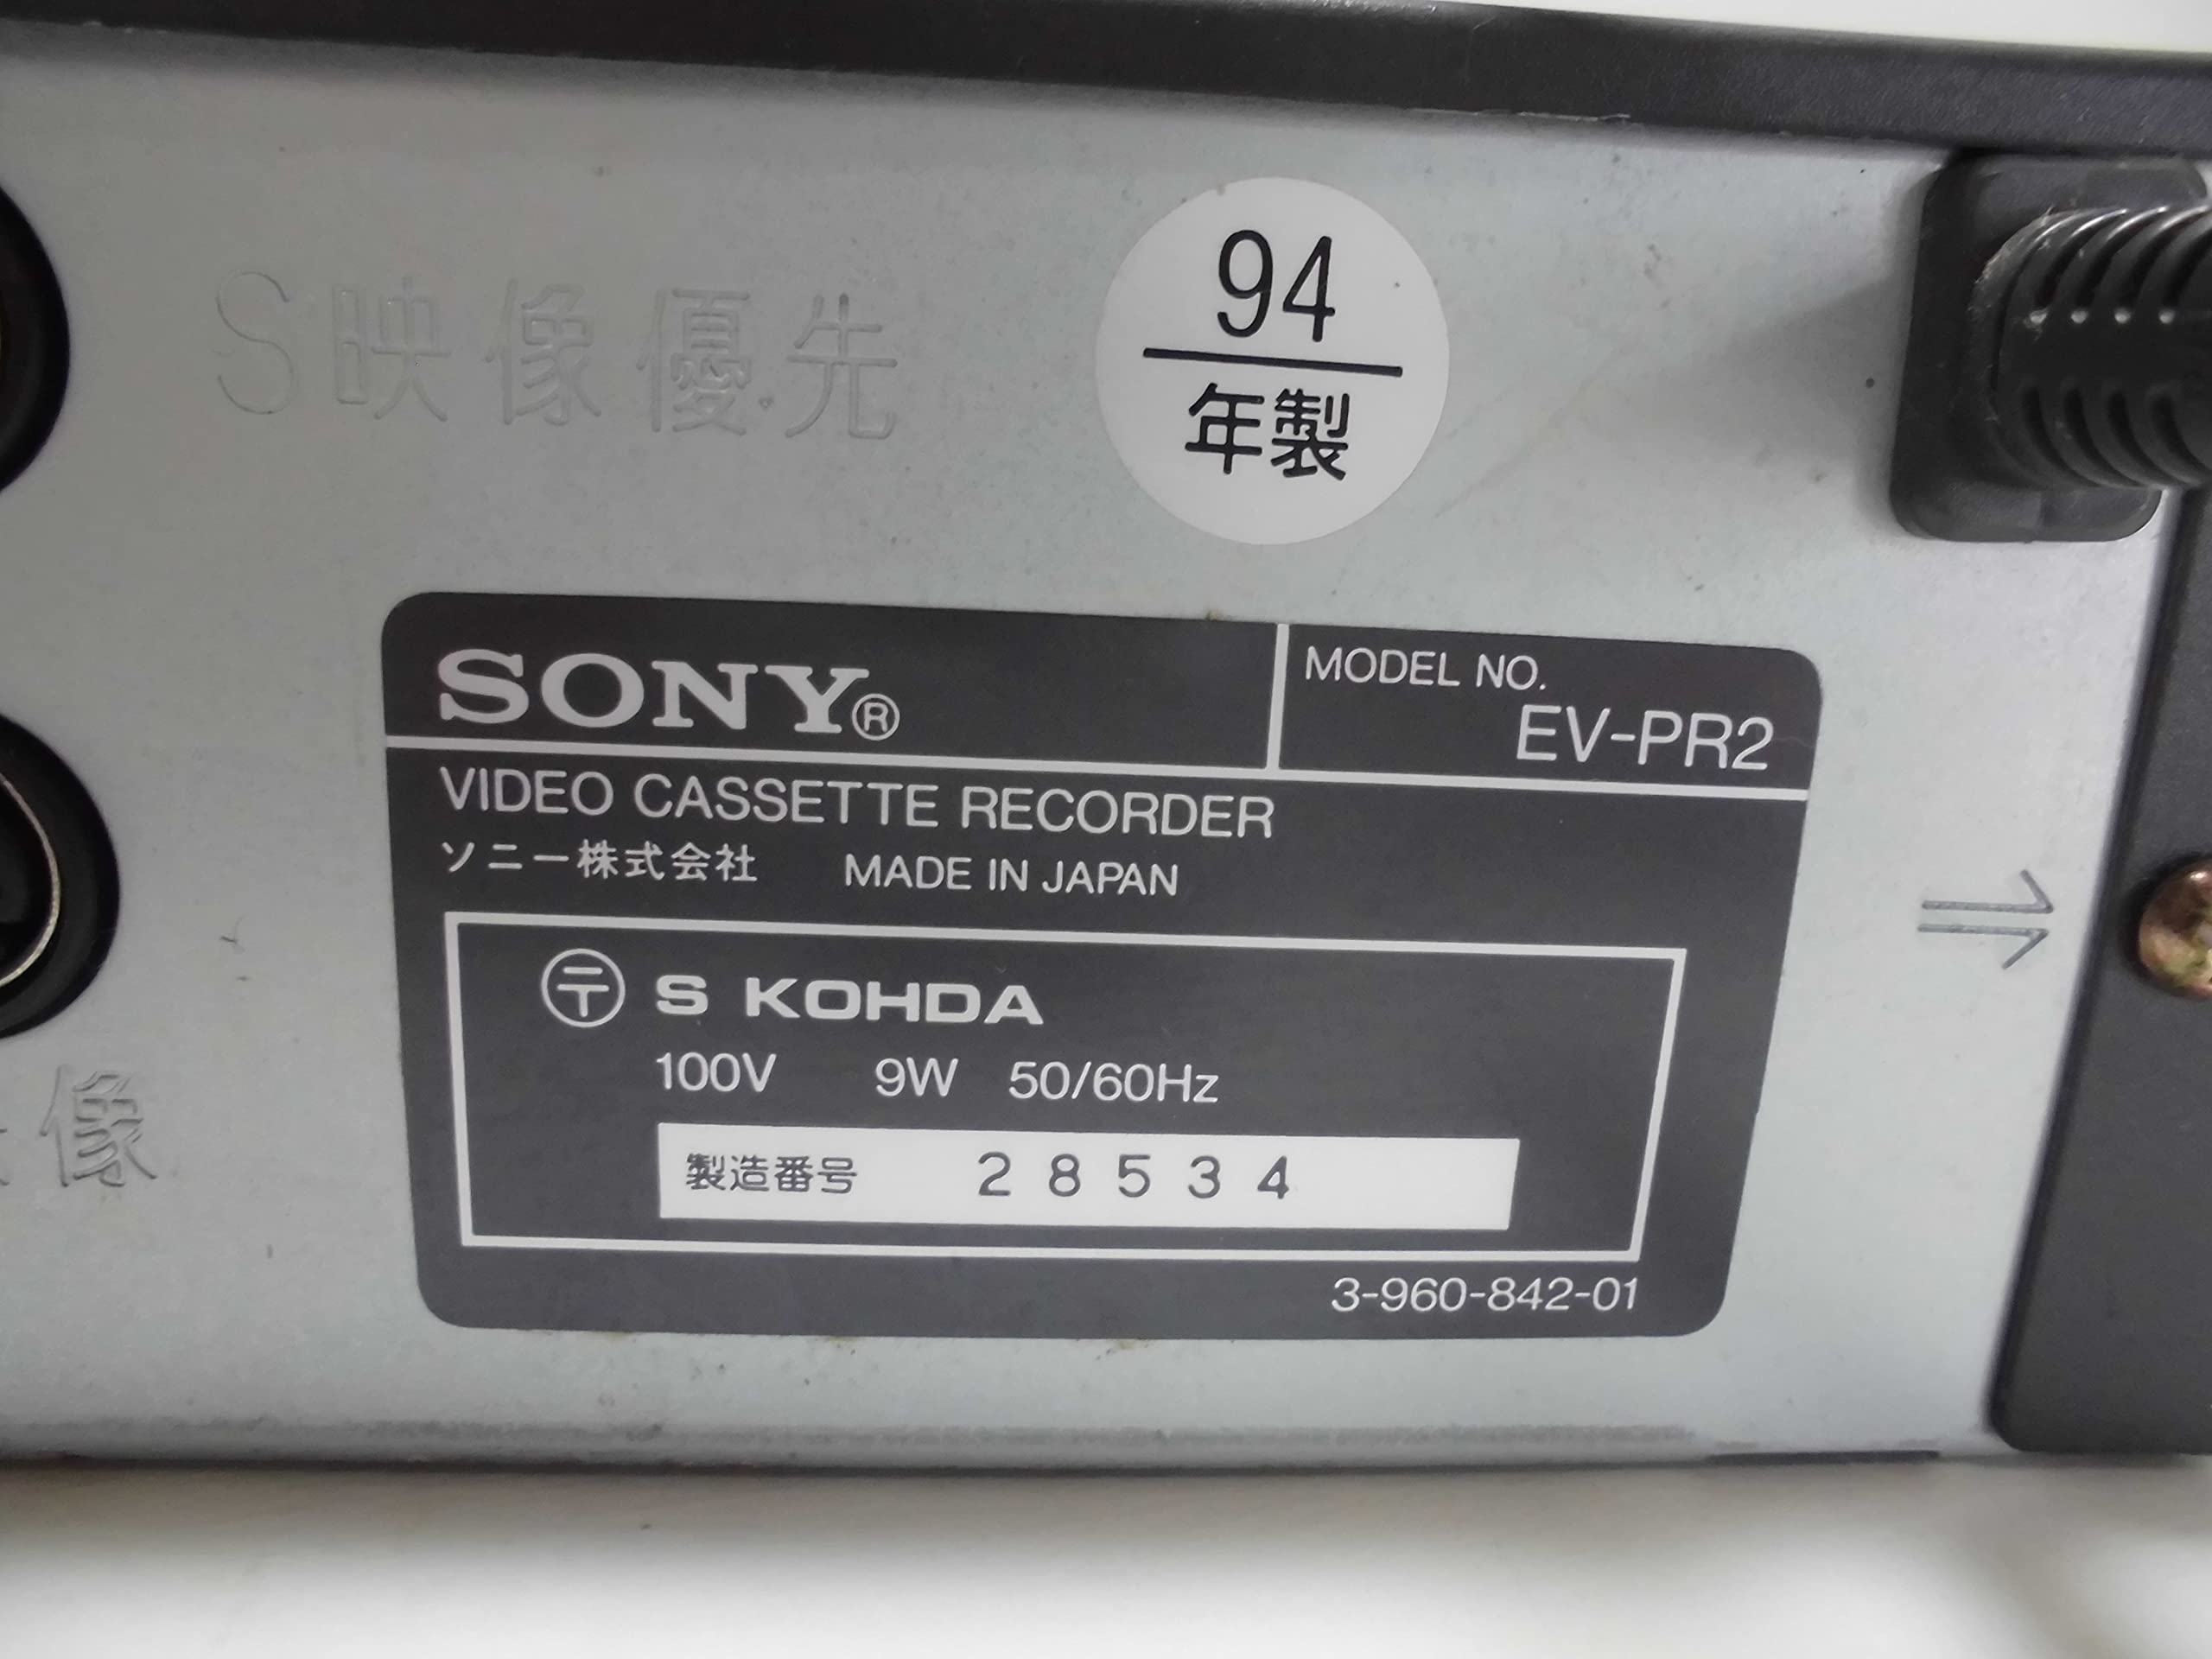 S映像優先
94
年製
SONY®
MODEL NO.
EV-PR2
VIDEO CASSETTE RECORDER
ソニー株式会社 MADE IN JAPAN
〒 S KOHDA
100V 9W 50/60Hz
製造番号 28534
3-960-842-01
像